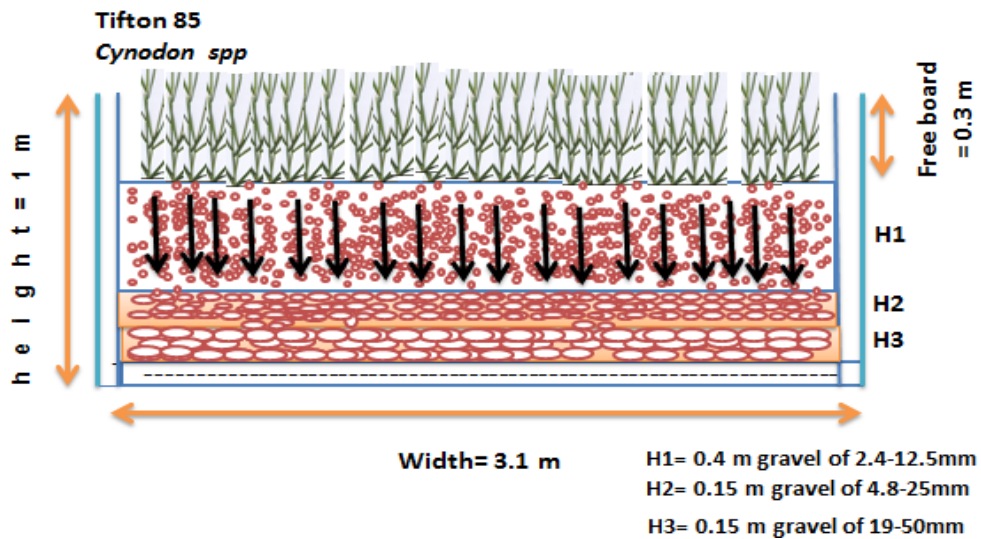 Tifton 85
Cynodon spp
height=1 m
Free board
= 0.3 m
H1
H2
H3
Width= 3.1 m
H1= 0.4 m gravel of 2.4-12.5mm
H2= 0.15 m gravel of 4.8-25mm
H3= 0.15 m gravel of 19-50mm